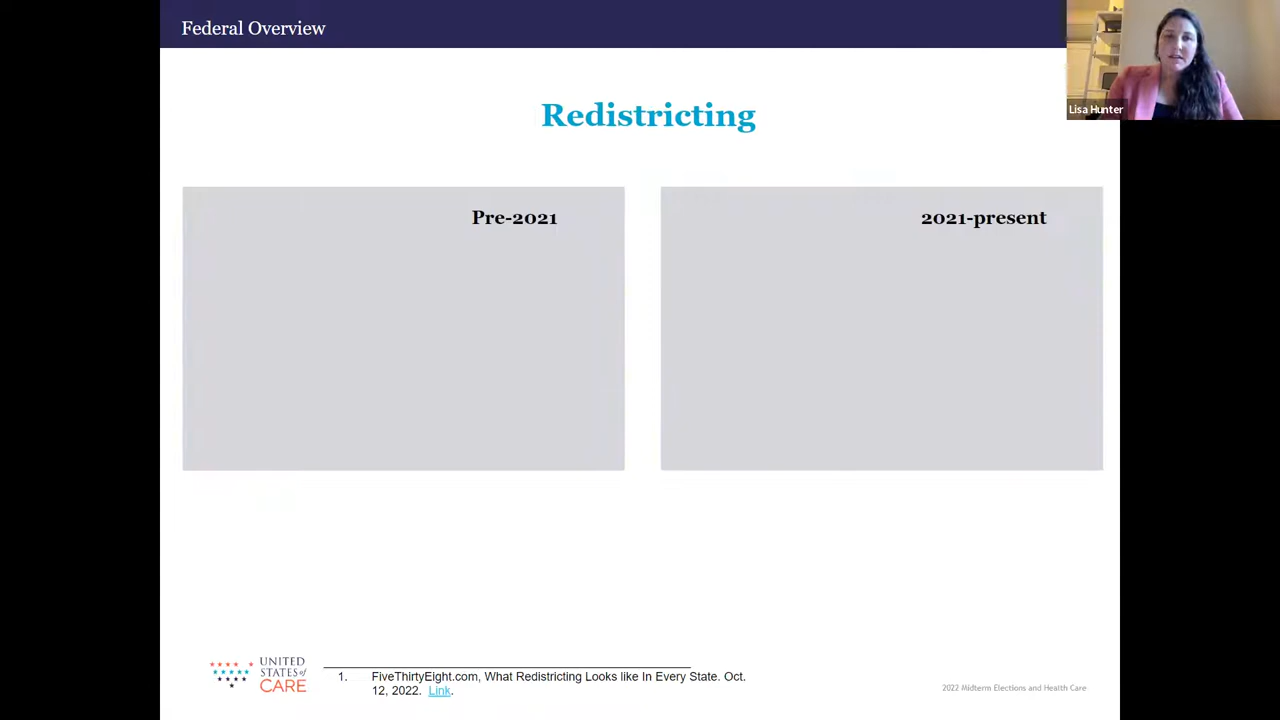 Federal Overview
Lisa Hunter
Redistricting
Pre-2021
2021-present
UNITED
STATES of
CARE
1. FiveThirtyEight.com, What Redistricting Looks like In Every State. Oct.
12, 2022. Link.
2022 Midterm Elections and Health Care